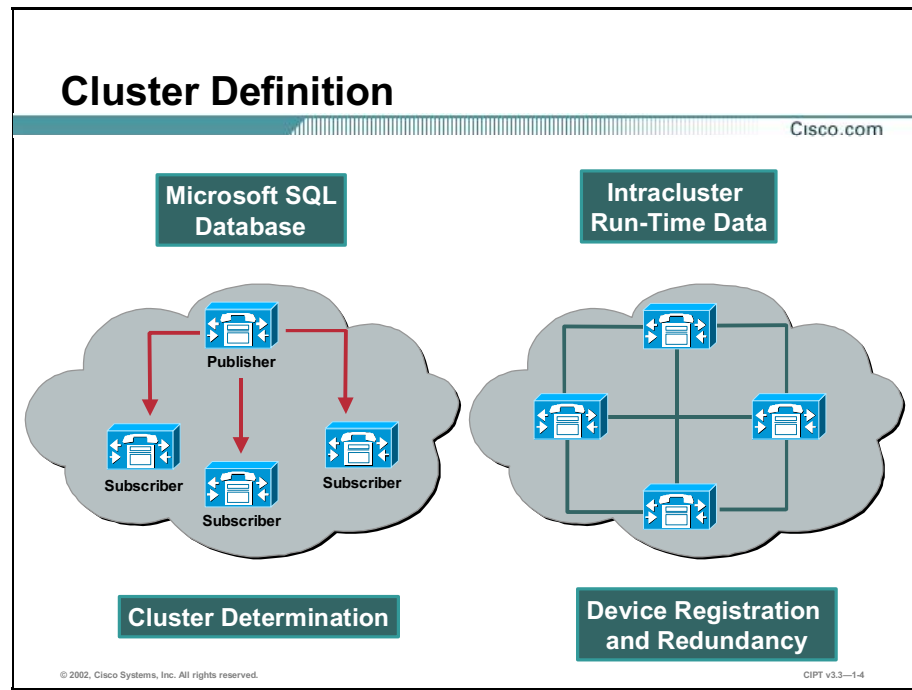 Cluster Definition
Cisco.com
Microsoft SQL
Database
Intracluster
Run-Time Data
Publisher
Subscriber
Subscriber
Subscriber
Cluster Determination
Device Registration
and Redundancy
© 2002, Cisco Systems, Inc. All rights reserved.
CIPT v3.3—1-4